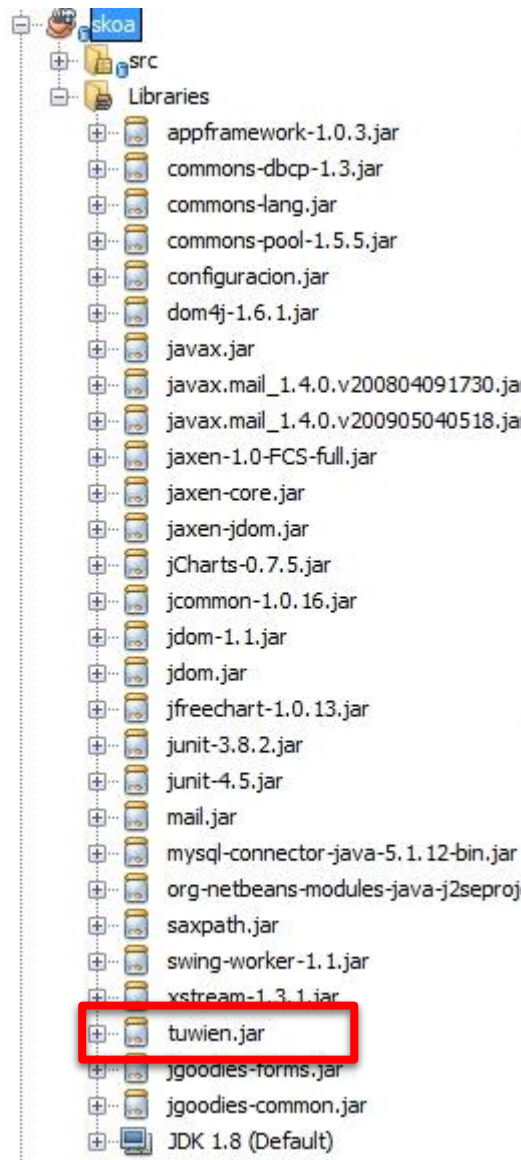 skoa
src
Libraries
appframework-1.0.3.jar
commons-dbcp-1.3.jar
commons-lang.jar
commons-pool-1.5.5.jar
configuracion.jar
dom4j-1.6.1.jar
javax.jar
javax.mail_1.4.0.v200804091730.jar
javax.mail_1.4.0.v200905040518.jar
jaxen-1.0-FCS-full.jar
jaxen-core.jar
jaxen-jdom.jar
jCharts-0.7.5.jar
jcommon-1.0.16.jar
jdom-1.1.jar
jdom.jar
jfreechart-1.0.13.jar
junit-3.8.2.jar
junit-4.5.jar
mail.jar
mysql-connector-java-5.1.12-bin.jar
org-netbeans-modules-java-j2seproj
saxpath.jar
swing-worker-1.1.jar
xstream-1.3.1.jar
tuwien.jar
jgoodies-forms.jar
jgoodies-common.jar
JDK 1.8 (Default)